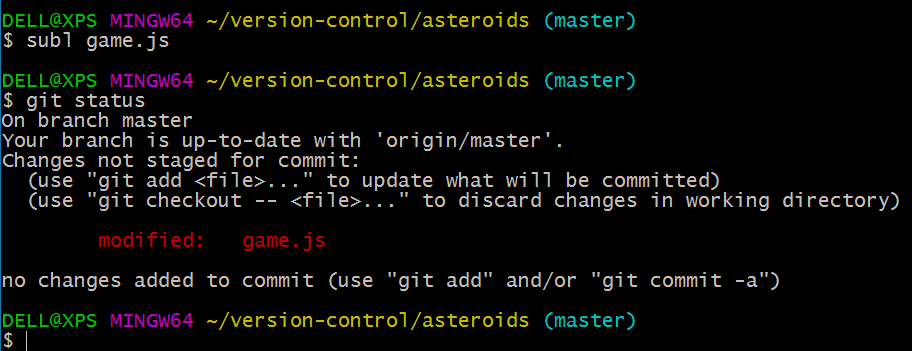 DELL@XPS MINGW64 ~/version-control/asteroids (master)
$ subl game.js
DELL@XPS MINGW64 ~/version-control/asteroids (master)
$ git status
On branch master
Your branch is up-to-date with 'origin/master'.
Changes not staged for commit:
  (use "git add <file>..." to update what will be committed)
  (use "git checkout -- <file>..." to discard changes in working directory)
        modified:   game.js
no changes added to commit (use "git add" and/or "git commit -a")
DELL@XPS MINGW64 ~/version-control/asteroids (master)
$